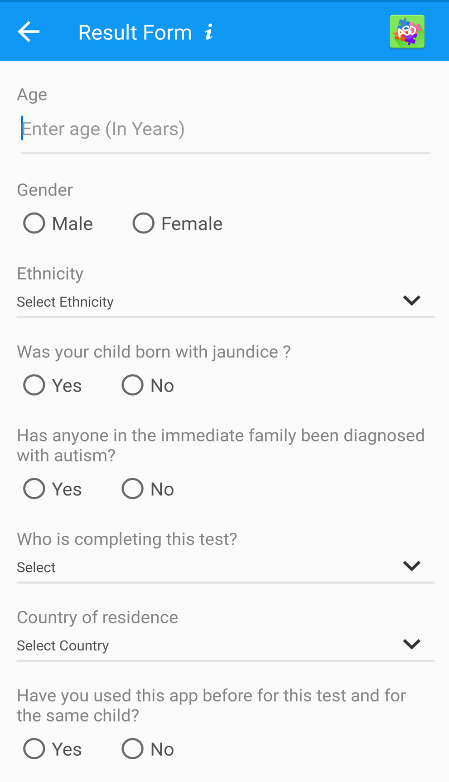 Result Form i
ASD
Age
Enter age (In Years)
Gender
Male Female
Ethnicity
Select Ethnicity
Was your child born with jaundice ?
Yes No
Has anyone in the immediate family been diagnosed
with autism?
Yes No
Who is completing this test?
Select
Country of residence
Select Country
Have you used this app before for this test and for
the same child?
Yes No